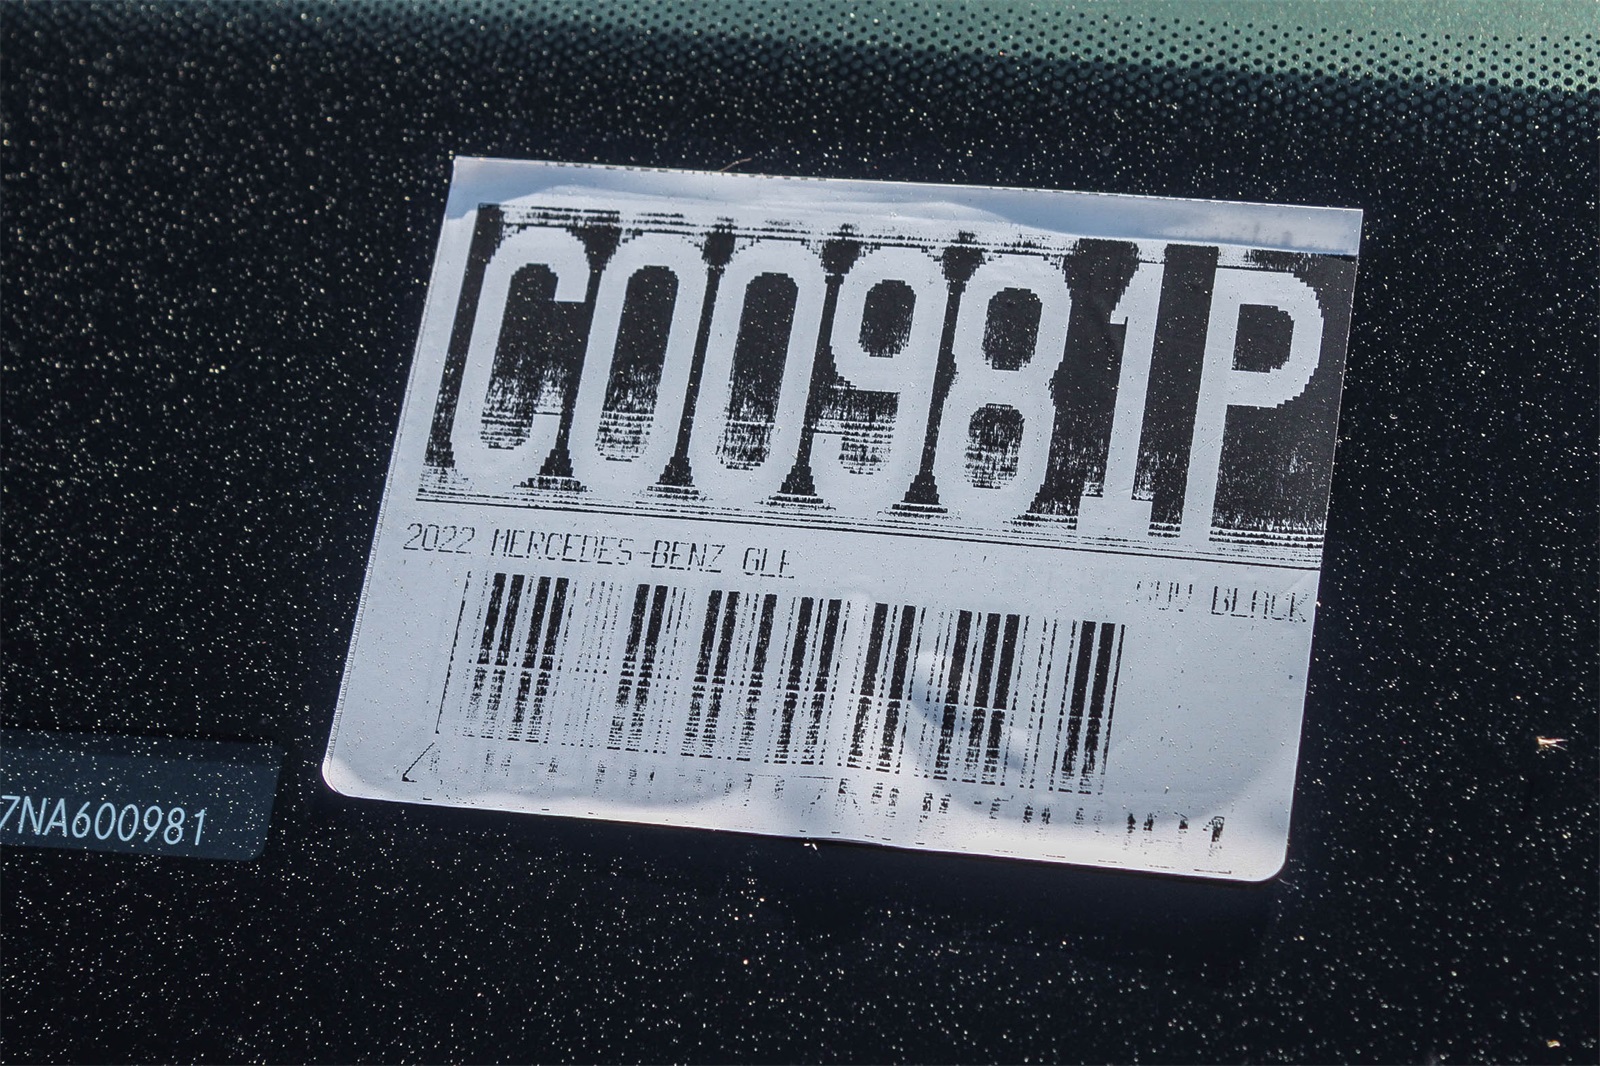 C00981P
2022 MERCEDES-BENZ GLE
SUV BLACK
7NA600981